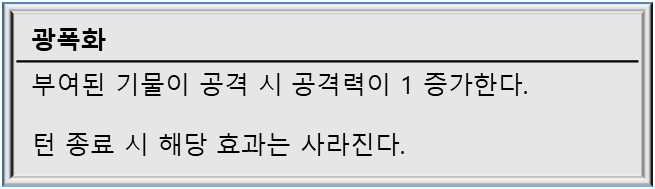 광폭화
부여된 기물이 공격 시 공격력이 1 증가한다.
턴 종료 시 해당 효과는 사라진다.